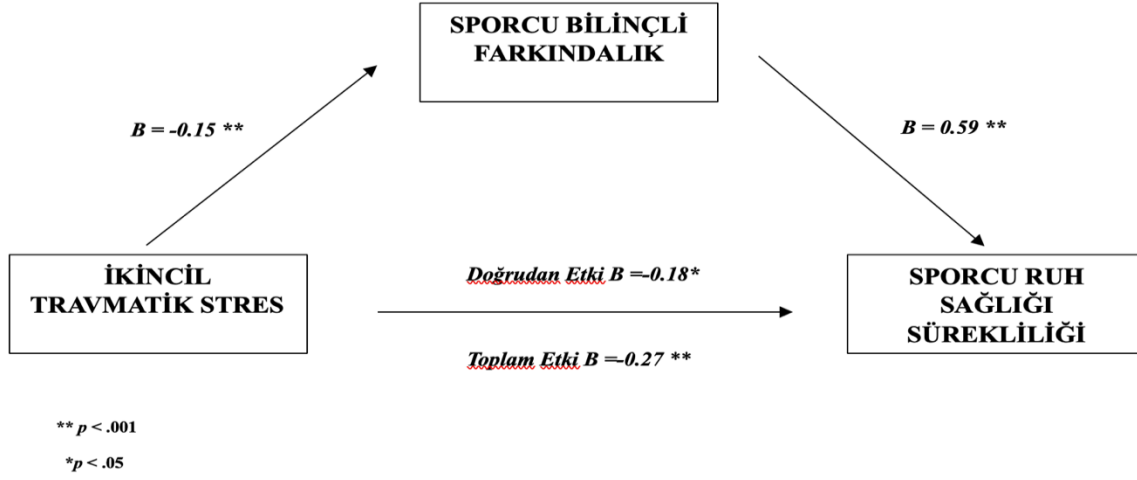 SPORCU BİLİNÇLİ
FARKINDALIK
B = -0.15 **
B = 0.59 **
İKİNCİL
TRAVMATİK STRES
Doğrudan Etki B =-0.18*
Toplam Etki B =-0.27 **
SPORCU RUH
SAĞLIĞI
SÜREKLİLİĞİ
** p < .001
*p < .05